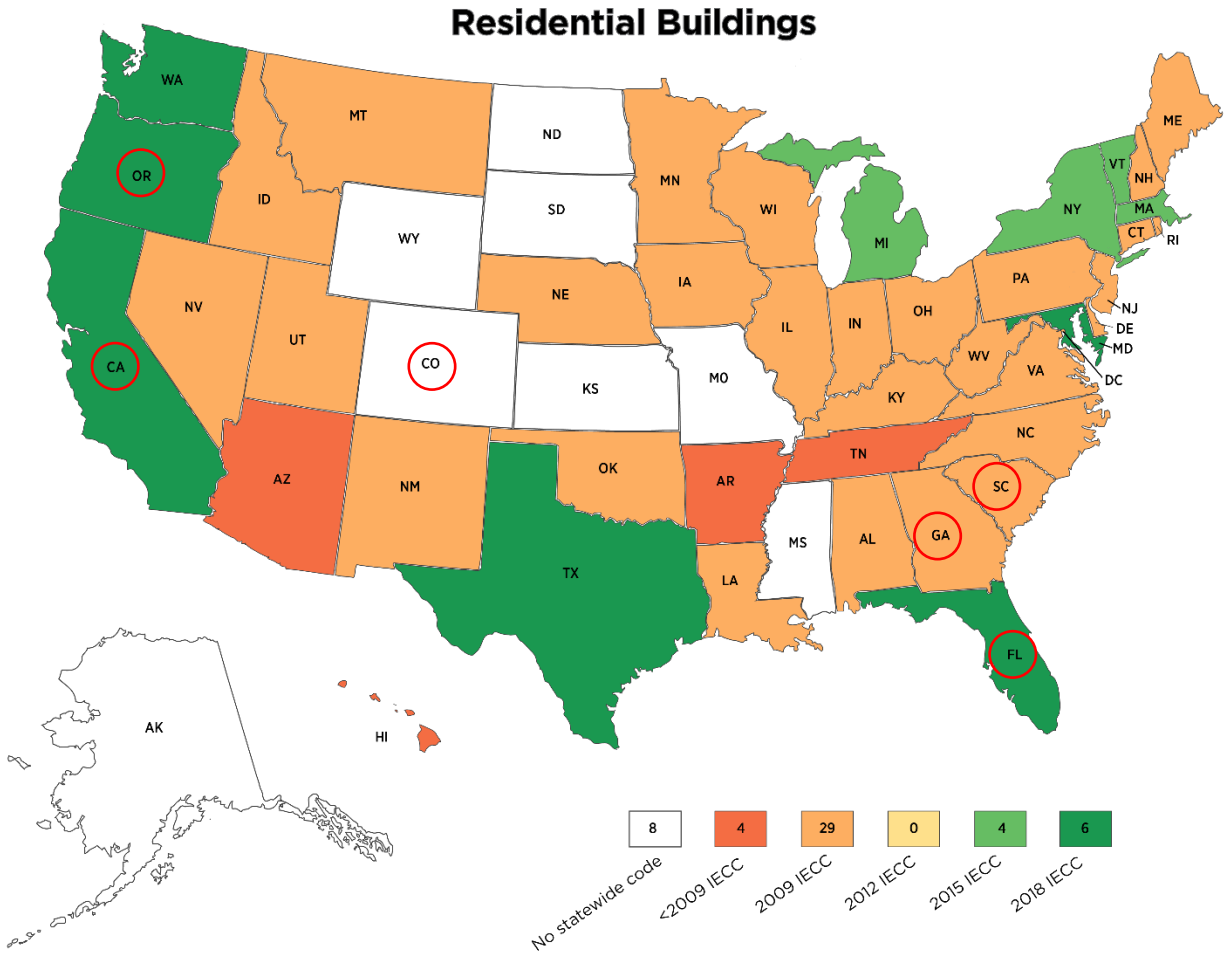 Residential Buildings
WA
MT
ND
MN
ME
OR
ID
SD
WI
VT
NH
WY
MI
NY
MA
CT
RI
NV
UT
NE
IA
PA
NJ
CA
CO
KS
MO
IL
IN
OH
WV
VA
DE
MD
DC
KY
NC
AZ
NM
OK
AR
TN
SC
TX
LA
MS
AL
GA
FL
AK
HI
8
4
29
0
4
6
No statewide code
<2009 IECC
2009 IECC
2012 IECC
2015 IECC
2018 IECC